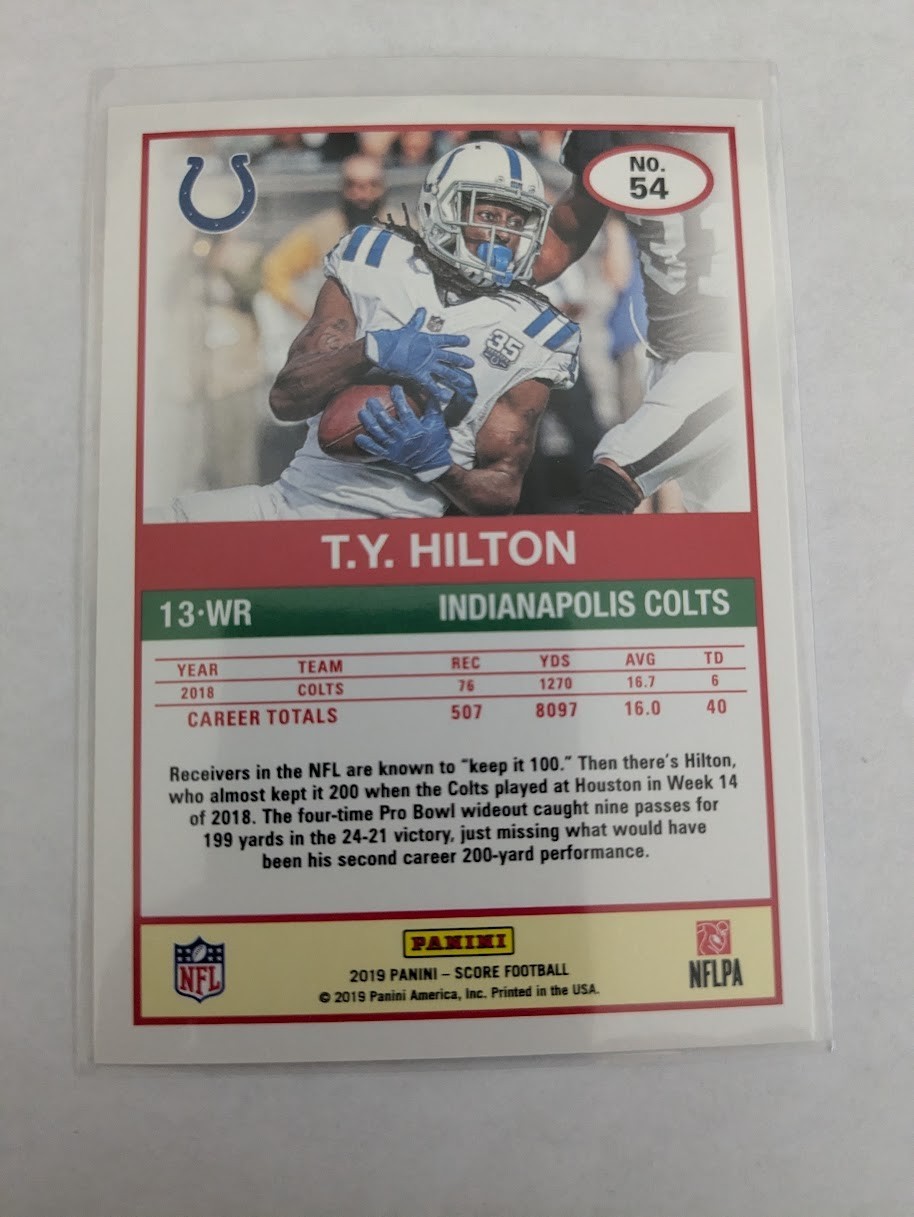 No.
54
35
T.Y. HILTON
13·WR INDIANAPOLIS COLTS
YEAR TEAM REC YDS AVG TD
2018 COLTS 76 1270 16.7 6
CAREER TOTALS 507 8097 16.0 40
Receivers in the NFL are known to "keep it 100." Then there's Hilton,
who almost kept it 200 when the Colts played at Houston in Week 14
of 2018. The four-time Pro Bowl wideout caught nine passes for
199 yards in the 24-21 victory, just missing what would have
been his second career 200-yard performance.
PANINI
NFL
2019 PANINI – SCORE FOOTBALL
© 2019 Panini America, Inc. Printed in the USA.
NFLPA